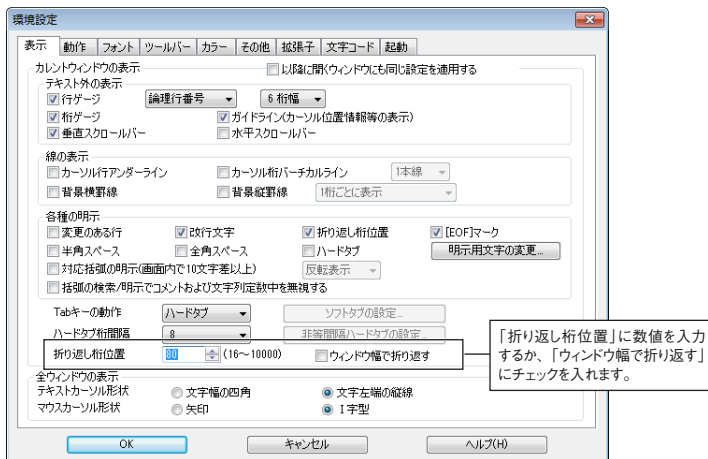 環境設定
表示 動作 フォント ツールバー カラー その他 拡張子 文字コード 起動
カレントウィンドウの表示 以降に開くウィンドウにも同じ設定を適用する
テキスト外の表示
行ゲージ 論理行番号 6 桁幅
桁ゲージ ガイドライン(カーソル位置情報等の表示)
垂直スクロールバー 水平スクロールバー
線の表示
カーソル行アンダーライン カーソル桁バーチカルライン 1本線
背景横罫線 背景縦罫線 1桁ごとに表示
各種の明示
変更のある行 改行文字 折り返し桁位置 [EOF]マーク
半角スペース 全角スペース ハードタブ 明示用文字の変更...
対応括弧の明示(画面内で10文字差以上) 反転表示
括弧の検索/明示でコメントおよび文字列定数中を無視する
Tabキーの動作 ハードタブ ソフトタブの設定...
ハードタブ桁間隔 8 非等間隔ハードタブの設定...
折り返し桁位置 80 (16～10000) ウィンドウ幅で折り返す
「折り返し桁位置」に数値を入力
するか、「ウィンドウ幅で折り返す」
にチェックを入れます。
全ウィンドウの表示
テキストカーソル形状 文字幅の四角 文字左端の縦線
マウスカーソル形状 矢印 I字型
OK キャンセル ヘルプ(H)